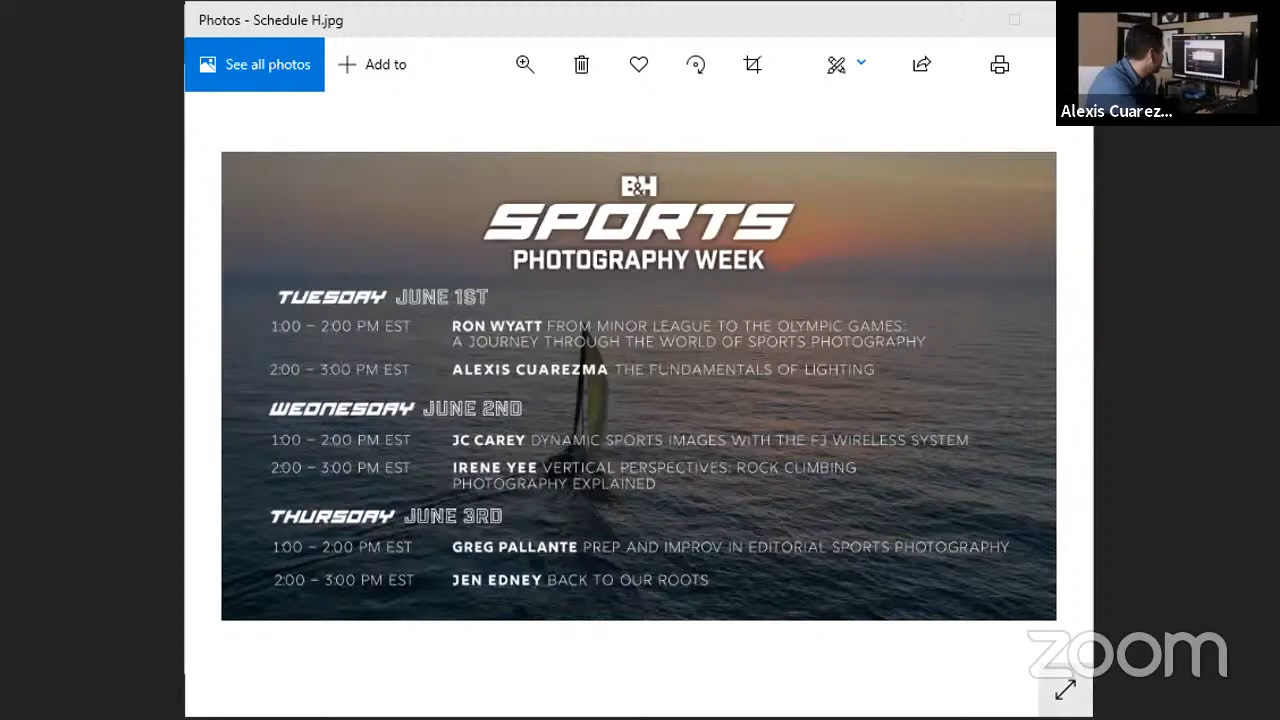 Photos - Schedule H.jpg
See all photos
Add to
Alexis Cuarez...
B&H
SPORTS
PHOTOGRAPHY WEEK
TUESDAY JUNE 1ST
1:00 – 2:00 PM EST
RON WYATT FROM MINOR LEAGUE TO THE OLYMPIC GAMES:
A JOURNEY THROUGH THE WORLD OF SPORTS PHOTOGRAPHY
2:00 – 3:00 PM EST
ALEXIS CUAREZMA THE FUNDAMENTALS OF LIGHTING
WEDNESDAY JUNE 2ND
1:00 – 2:00 PM EST
JC CAREY DYNAMIC SPORTS IMAGES WITH THE FJ WIRELESS SYSTEM
2:00 – 3:00 PM EST
IRENE YEE VERTICAL PERSPECTIVES: ROCK CLIMBING
PHOTOGRAPHY EXPLAINED
THURSDAY JUNE 3RD
1:00 – 2:00 PM EST
GREG PALLANTE PREP AND IMPROV IN EDITORIAL SPORTS PHOTOGRAPHY
2:00 – 3:00 PM EST
JEN EDNEY BACK TO OUR ROOTS
zoom